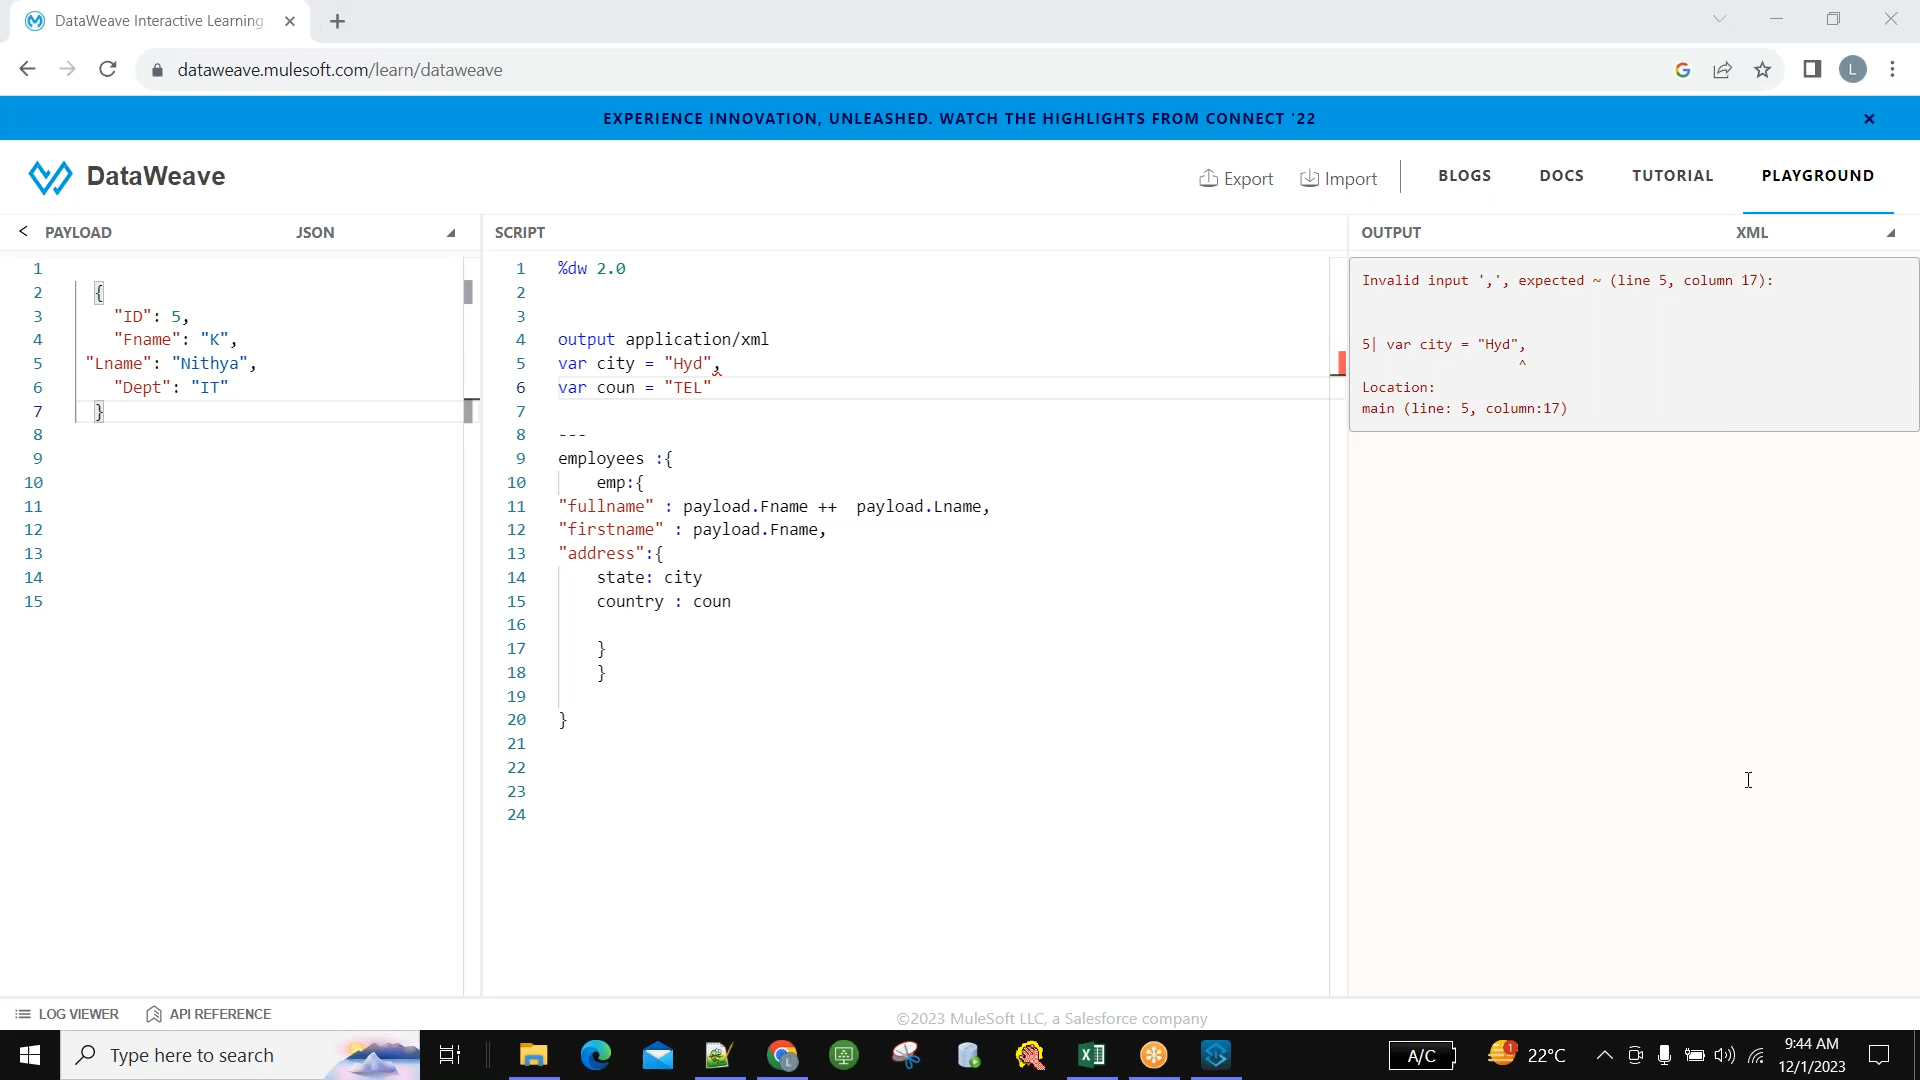 DataWeave Interactive Learning
dataweave.mulesoft.com/learn/dataweave
L
EXPERIENCE INNOVATION, UNLEASHED. WATCH THE HIGHLIGHTS FROM CONNECT '22
DataWeave
Export
Import
BLOGS
DOCS
TUTORIAL
PLAYGROUND
PAYLOAD
JSON
1
2 {
3 "ID": 5,
4 "Fname": "K",
5 "Lname": "Nithya",
6 "Dept": "IT"
7 }
8
9
10
11
12
13
14
15
SCRIPT
1 %dw 2.0
2
3
4 output application/xml
5 var city = "Hyd",
6 var coun = "TEL"
7
8 ---
9 employees :{
10 emp:{
11 "fullname" : payload.Fname ++  payload.Lname,
12 "firstname" : payload.Fname,
13 "address":{
14 state: city
15 country : coun
16
17 }
18 }
19
20 }
21
22
23
24
OUTPUT
XML
Invalid input ',', expected ~ (line 5, column 17):
5| var city = "Hyd",
^
Location:
main (line: 5, column:17)
LOG VIEWER
API REFERENCE
©2023 MuleSoft LLC, a Salesforce company
Type here to search
L
A/C
1
22°C
9:44 AM
12/1/2023